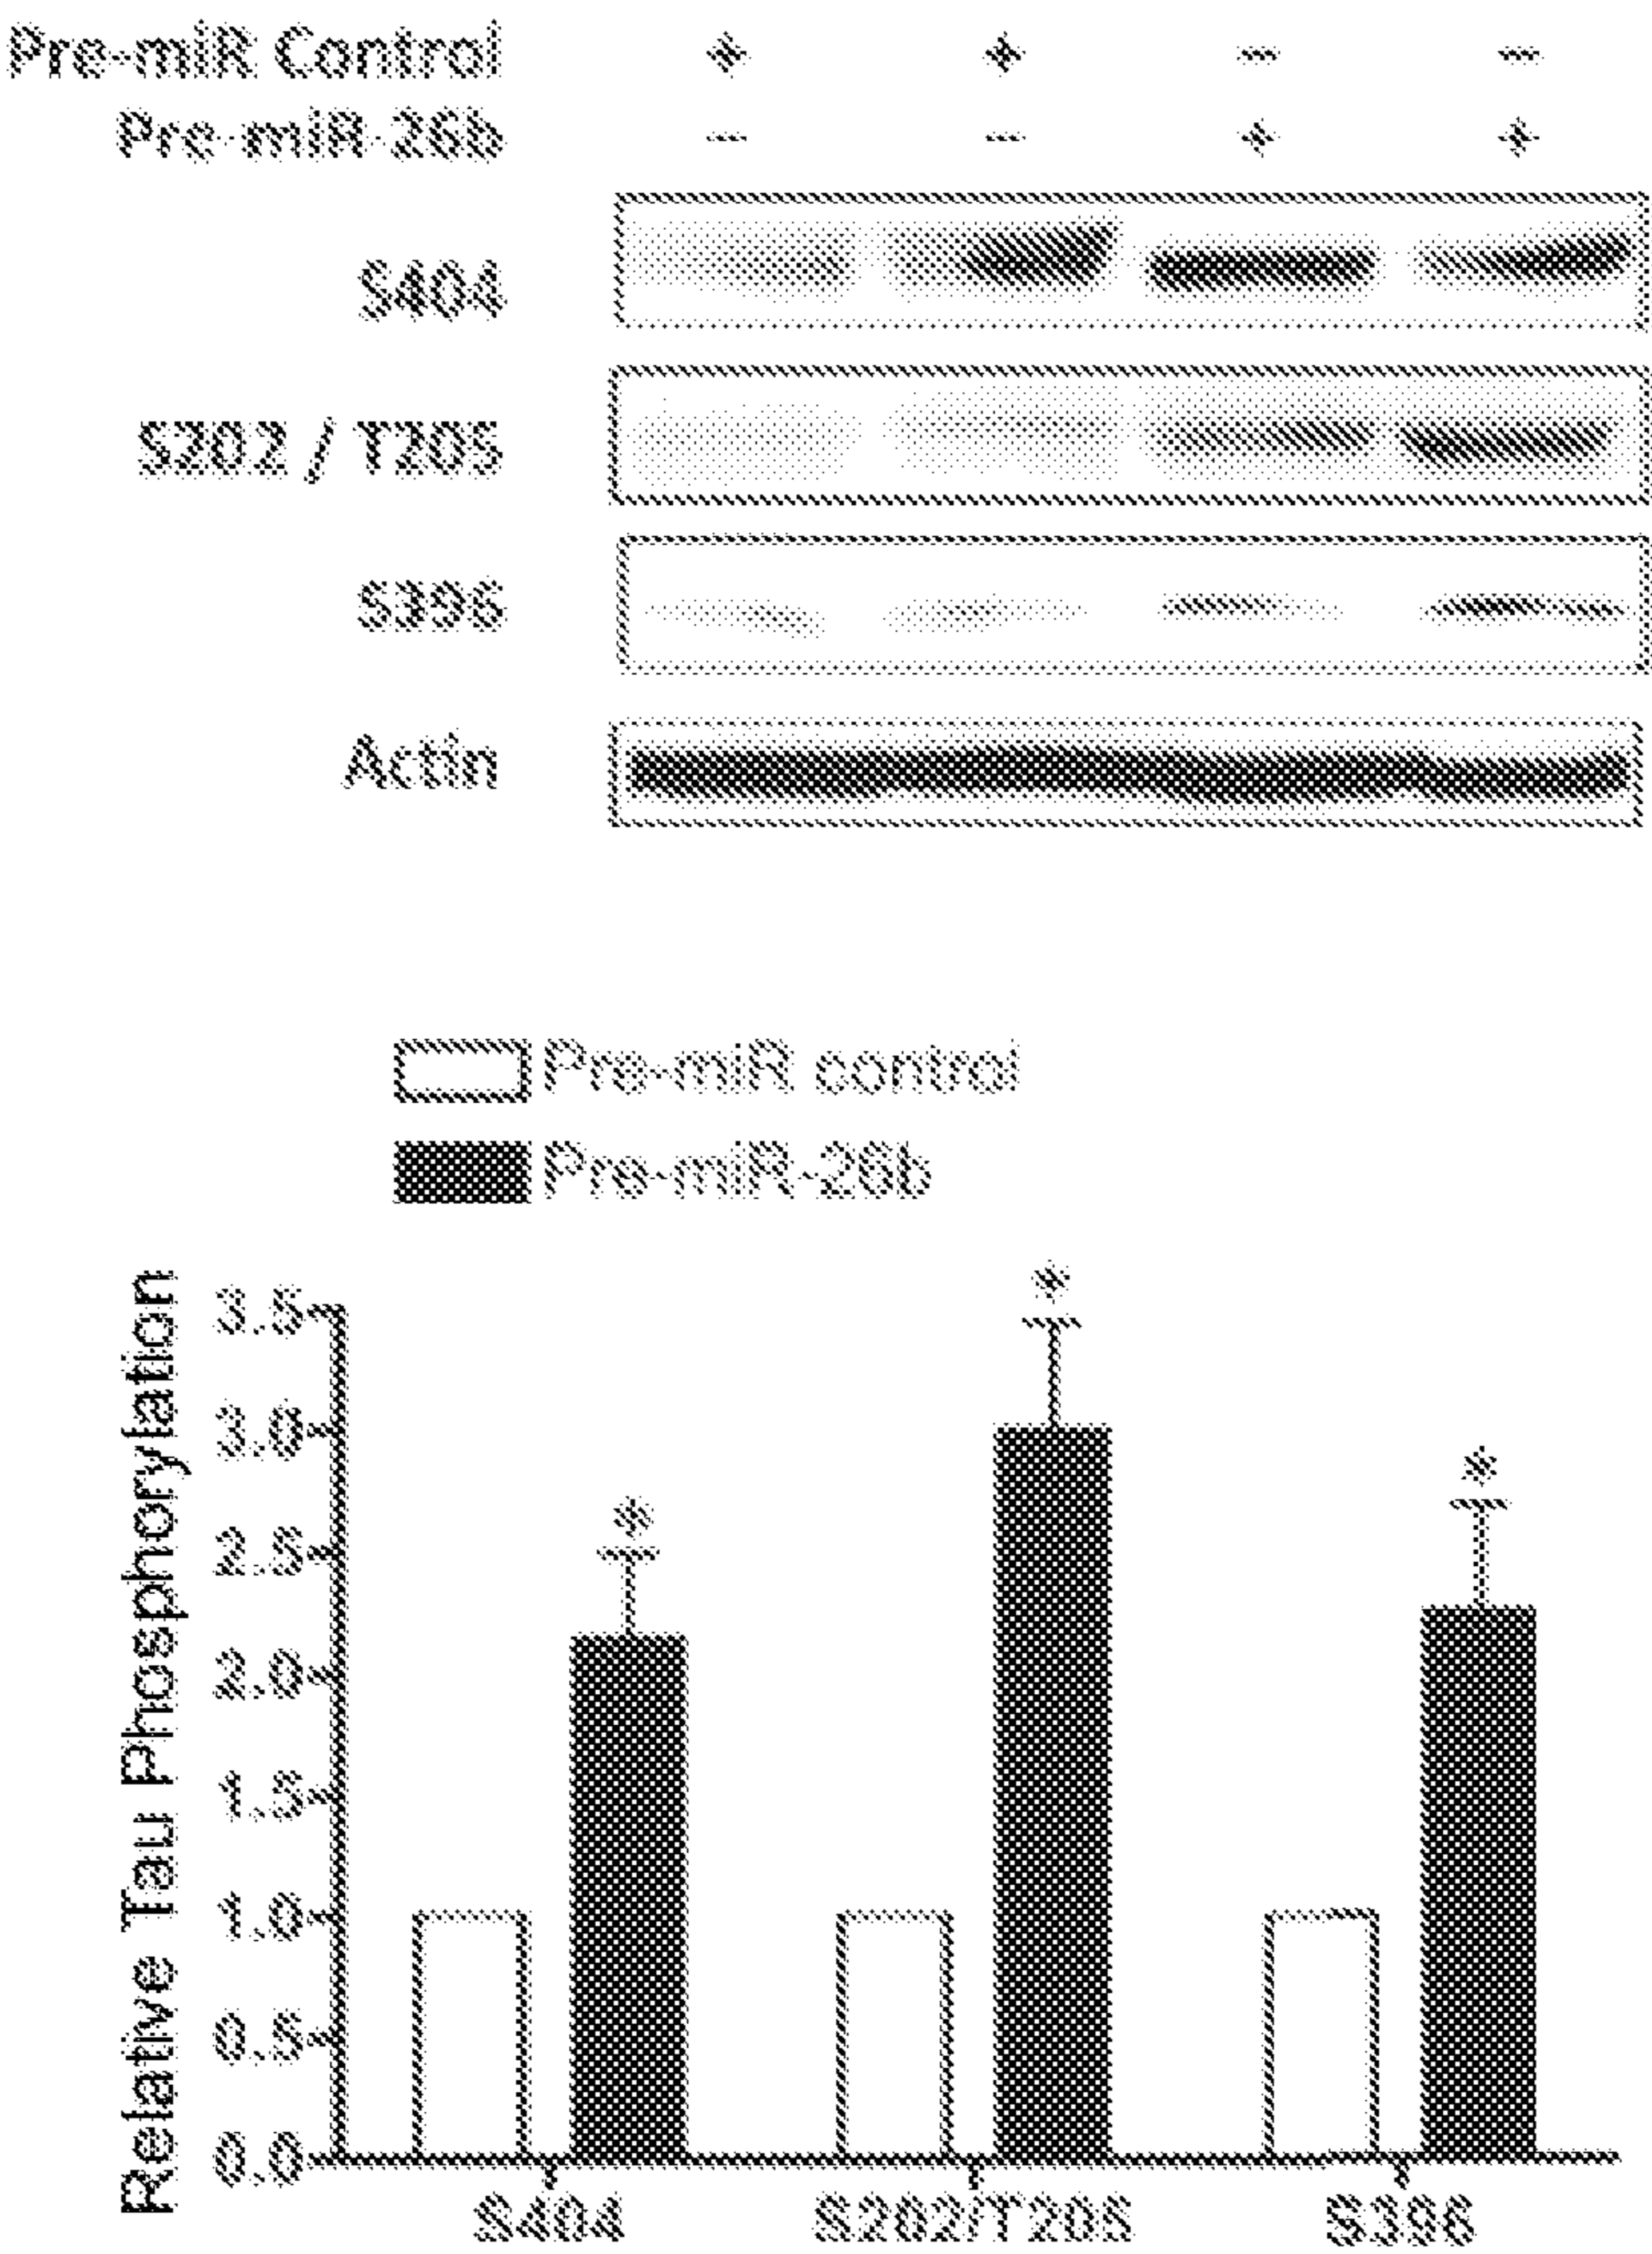 Pre-miR Control + + - -
Pre-miR-26b - - + +
S404
S202 / T205
S396
Actin
Pre-miR control
Pre-miR-26b
Relative Tau Phosphorylation
3.5
3.0
2.5
2.0
1.5
1.0
0.5
0.0
* * *
S404 S202/T205 S396